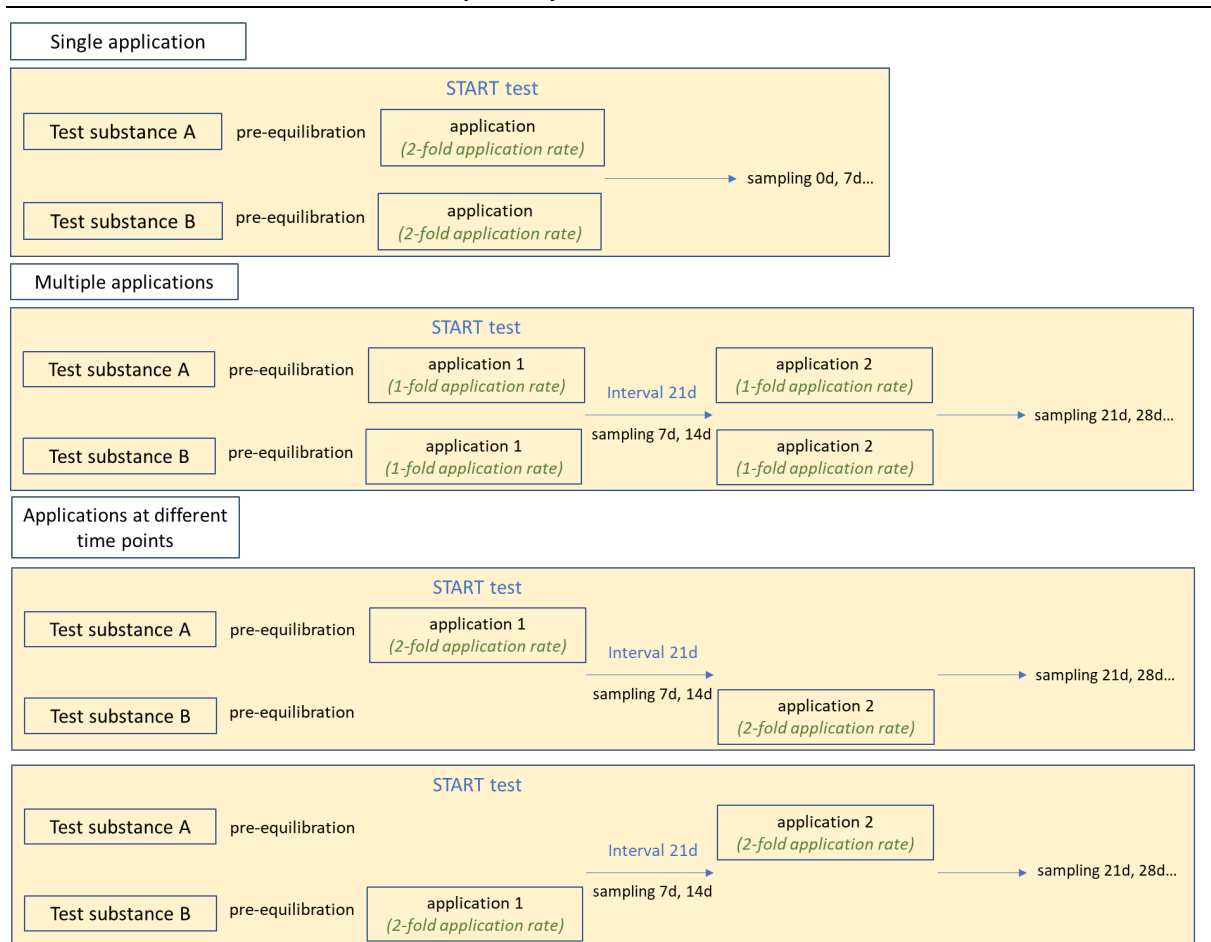 Single application
START test
Test substance A pre-equilibration application
(2-fold application rate)
sampling 0d, 7d...
Test substance B pre-equilibration application
(2-fold application rate)
Multiple applications
START test
Test substance A pre-equilibration application 1
(1-fold application rate)
Interval 21d
sampling 7d, 14d
application 2
(1-fold application rate)
sampling 21d, 28d...
Test substance B pre-equilibration application 1
(1-fold application rate)
application 2
(1-fold application rate)
Applications at different
time points
START test
Test substance A pre-equilibration application 1
(2-fold application rate)
Interval 21d
sampling 7d, 14d
sampling 21d, 28d...
Test substance B pre-equilibration
application 2
(2-fold application rate)
START test
Test substance A pre-equilibration
application 2
(2-fold application rate)
Interval 21d
sampling 7d, 14d
sampling 21d, 28d...
Test substance B pre-equilibration application 1
(2-fold application rate)